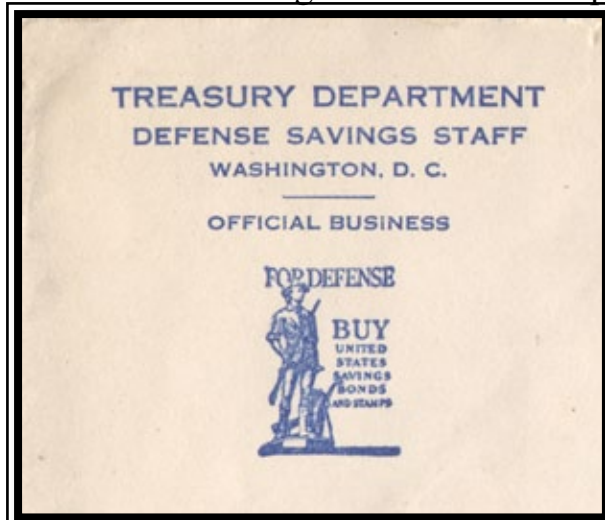 TREASURY DEPARTMENT
DEFENSE SAVINGS STAFF
WASHINGTON, D. C.
OFFICIAL BUSINESS
FOR DEFENSE
BUY
UNITED
STATES
SAVINGS
BONDS
AND STAMPS